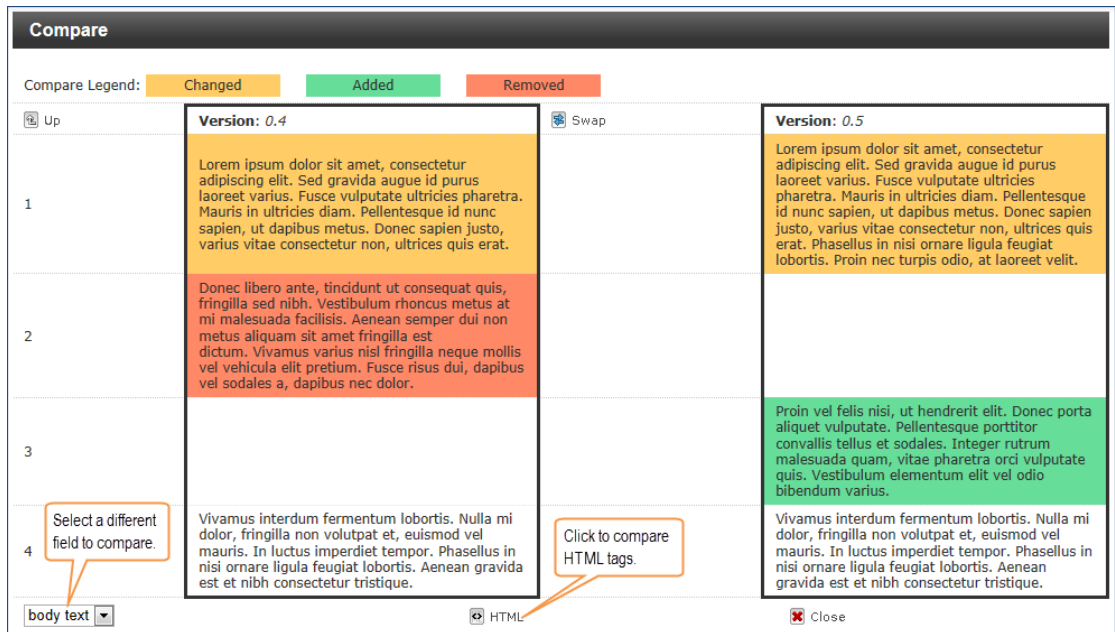 Compare
Compare Legend: Changed Added Removed
Up Version: 0.4 Swap Version: 0.5
1
Lorem ipsum dolor sit amet, consectetur
adipiscing elit. Sed gravida augue id purus
laoreet varius. Fusce vulputate ultricies pharetra.
Mauris in ultricies diam. Pellentesque id nunc
sapien, ut dapibus metus. Donec sapien justo,
varius vitae consectetur non, ultrices quis erat.
Lorem ipsum dolor sit amet, consectetur
adipiscing elit. Sed gravida augue id purus
laoreet varius. Fusce vulputate ultricies
pharetra. Mauris in ultricies diam. Pellentesque
id nunc sapien, ut dapibus metus. Donec sapien
justo, varius vitae consectetur non, ultrices quis
erat. Phasellus in nisi ornare ligula feugiat
lobortis. Proin nec turpis odio, at laoreet velit.
2
Donec libero ante, tincidunt ut consequat quis,
fringilla sed nibh. Vestibulum rhoncus metus at
mi malesuada facilisis. Aenean semper dui non
metus aliquam sit amet fringilla est
dictum. Vivamus varius nisl fringilla neque mollis
vel vehicula elit pretium. Fusce risus dui, dapibus
vel sodales a, dapibus nec dolor.
3
Proin vel felis nisi, ut hendrerit elit. Donec porta
aliquet vulputate. Pellentesque porttitor
convallis tellus et sodales. Integer rutrum
malesuada quam, vitae pharetra orci vulputate
quis. Vestibulum elementum elit vel odio
bibendum varius.
Select a different
field to compare.
4
Vivamus interdum fermentum lobortis. Nulla mi
dolor, fringilla non volutpat et, euismod vel
mauris. In luctus imperdiet tempor. Phasellus in
nisi ornare ligula feugiat lobortis. Aenean gravida
est et nibh consectetur tristique.
Click to compare
HTML tags.
Vivamus interdum fermentum lobortis. Nulla mi
dolor, fringilla non volutpat et, euismod vel
mauris. In luctus imperdiet tempor. Phasellus in
nisi ornare ligula feugiat lobortis. Aenean
gravida est et nibh consectetur tristique.
body text HTML Close